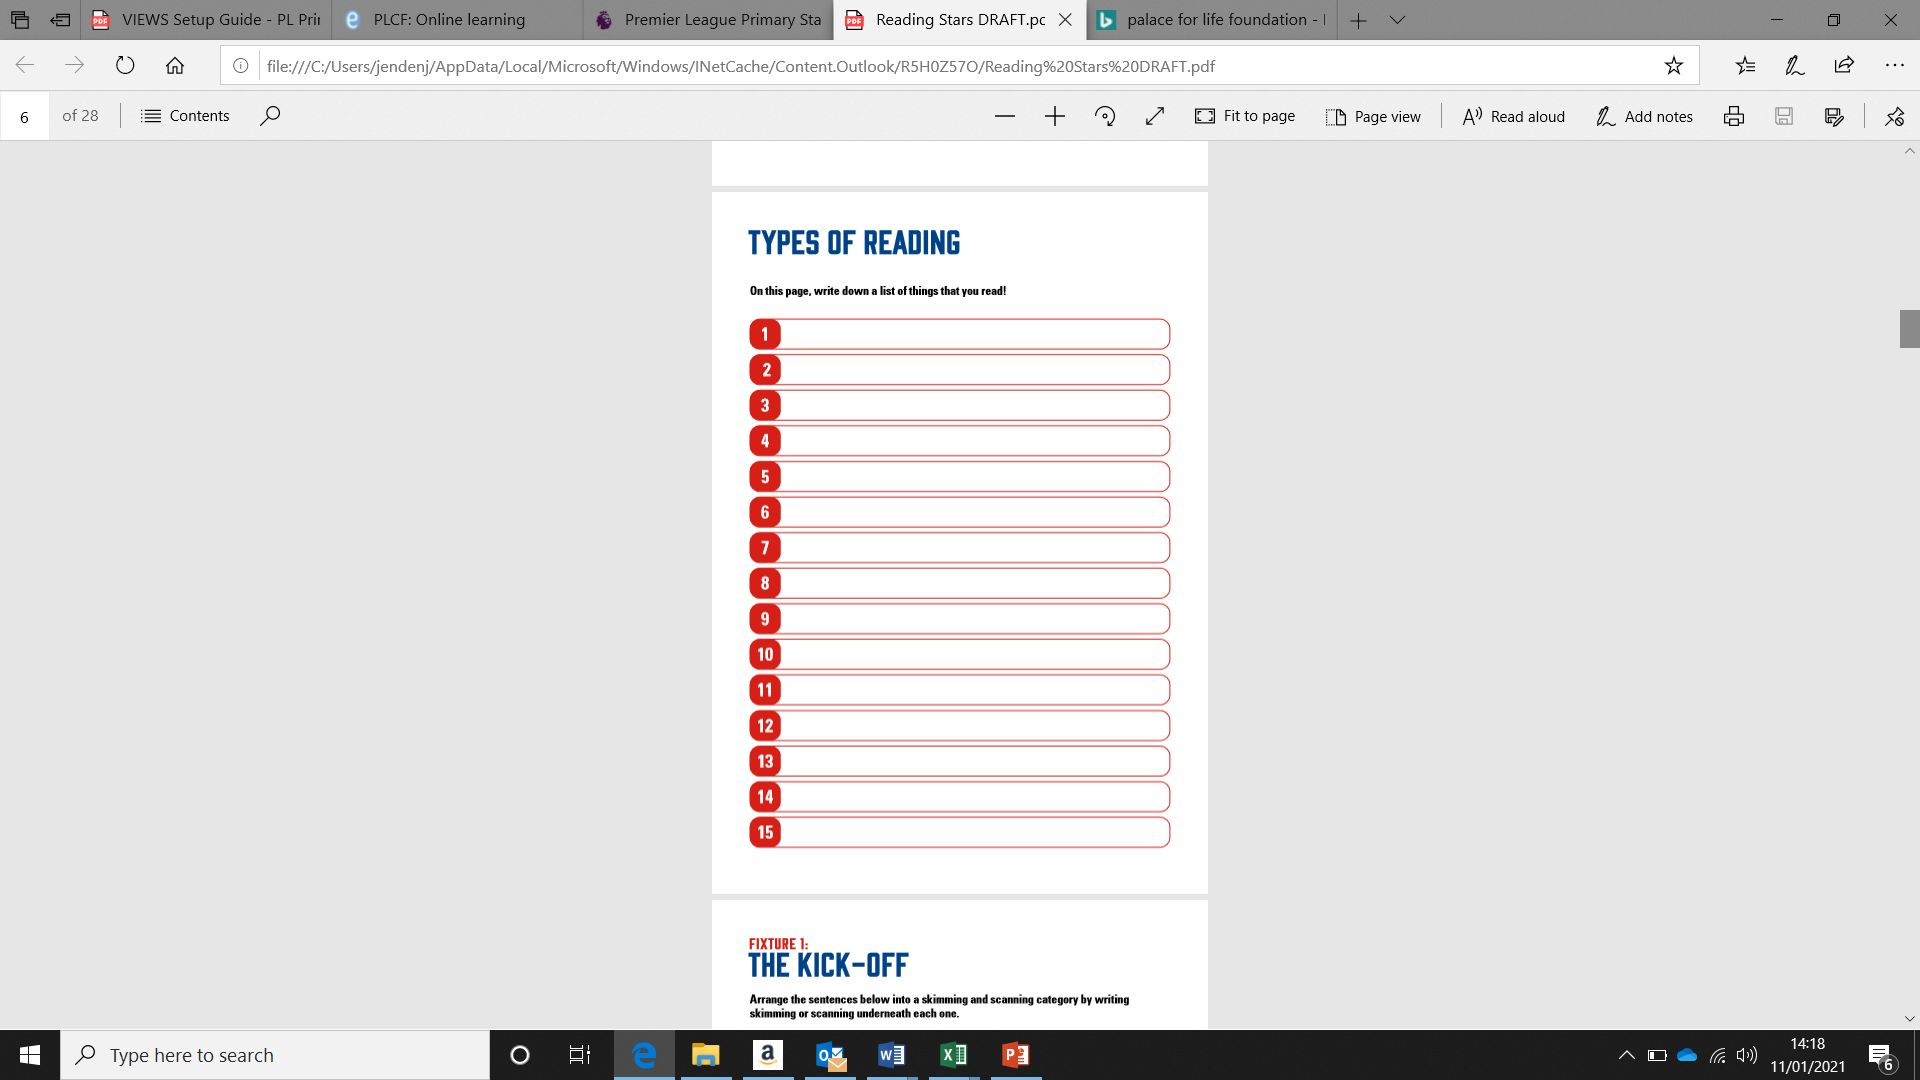 VIEWS Setup Guide - PL Prin
PLCF: Online learning
Premier League Primary Sta
Reading Stars DRAFT.pc
palace for life foundation -
file:///C:/Users/jendenj/AppData/Local/Microsoft/Windows/INetCache/Content.Outlook/R5H0Z57O/Reading%20Stars%20DRAFT.pdf
6 of 28 Contents Fit to page Page view Read aloud Add notes
TYPES OF READING
On this page, write down a list of things that you read!
1
2
3
4
5
6
7
8
9
10
11
12
13
14
15
FIXTURE 1:
THE KICK-OFF
Arrange the sentences below into a skimming and scanning category by writing
skimming or scanning underneath each one.
Type here to search
14:18
11/01/2021
6